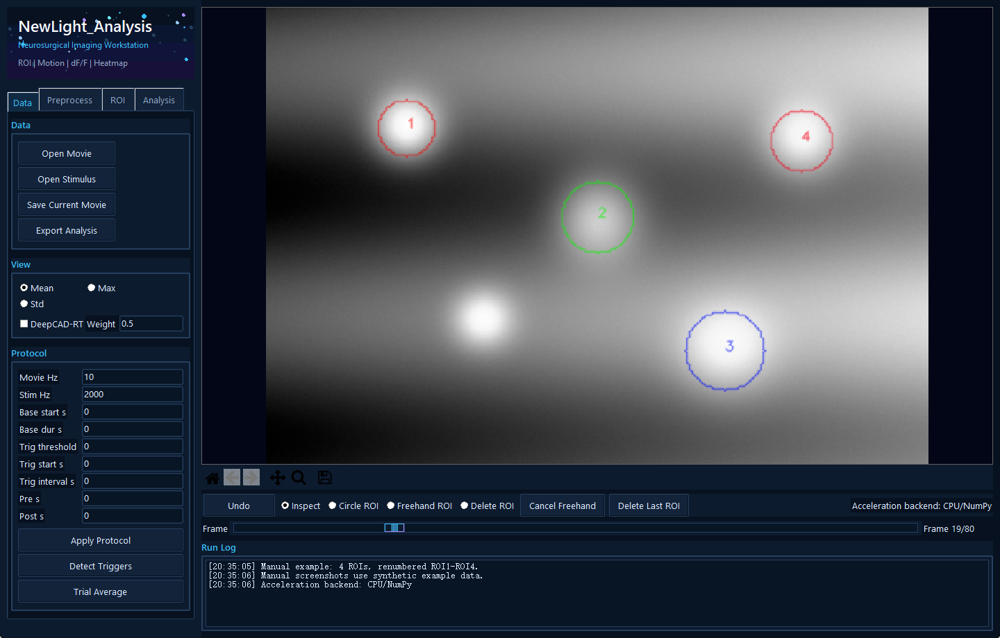 NewLight_Analysis
Neurosurgical Imaging Workstation
ROI | Motion | dF/F | Heatmap
Data Preprocess ROI Analysis
Data
Open Movie
Open Stimulus
Save Current Movie
Export Analysis
View
Mean Max
Std
DeepCAD-RT Weight 0.5
Protocol
Movie Hz 10
Stim Hz 2000
Base start s 0
Base dur s 0
Trig threshold 0
Trig start s 0
Trig interval s 0
Pre s 0
Post s 0
Apply Protocol
Detect Triggers
Trial Average
1
4
2
3
Undo Inspect Circle ROI Freehand ROI Delete ROI Cancel Freehand Delete Last ROI Acceleration backend: CPU/NumPy
Frame Frame 19/80
Run Log
[20:35:05] Manual example: 4 ROIs, renumbered ROI1-ROI4.
[20:35:06] Manual screenshots use synthetic example data.
[20:35:06] Acceleration backend: CPU/NumPy